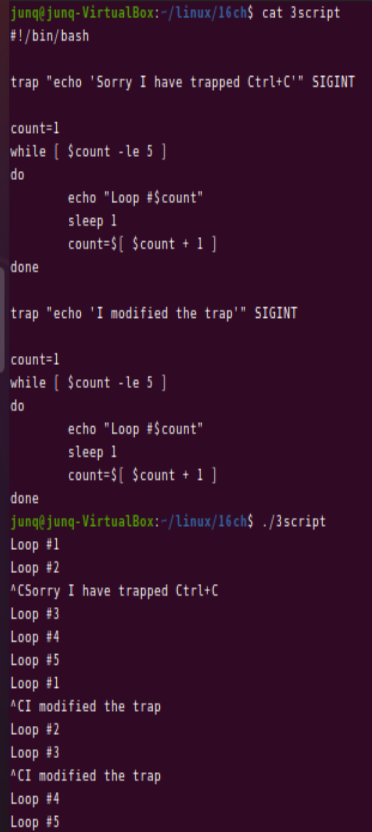 junq@junq-VirtualBox:~/linux/16ch$ cat 3script
#!/bin/bash
trap "echo 'Sorry I have trapped Ctrl+C'" SIGINT
count=1
while [ $count -le 5 ]
do
echo "Loop #$count"
sleep 1
count=$[ $count + 1 ]
done
trap "echo 'I modified the trap'" SIGINT
count=1
while [ $count -le 5 ]
do
echo "Loop #$count"
sleep 1
count=$[ $count + 1 ]
done
junq@junq-VirtualBox:~/linux/16ch$ ./3script
Loop #1
Loop #2
^CSorry I have trapped Ctrl+C
Loop #3
Loop #4
Loop #5
Loop #1
^CI modified the trap
Loop #2
Loop #3
^CI modified the trap
Loop #4
Loop #5